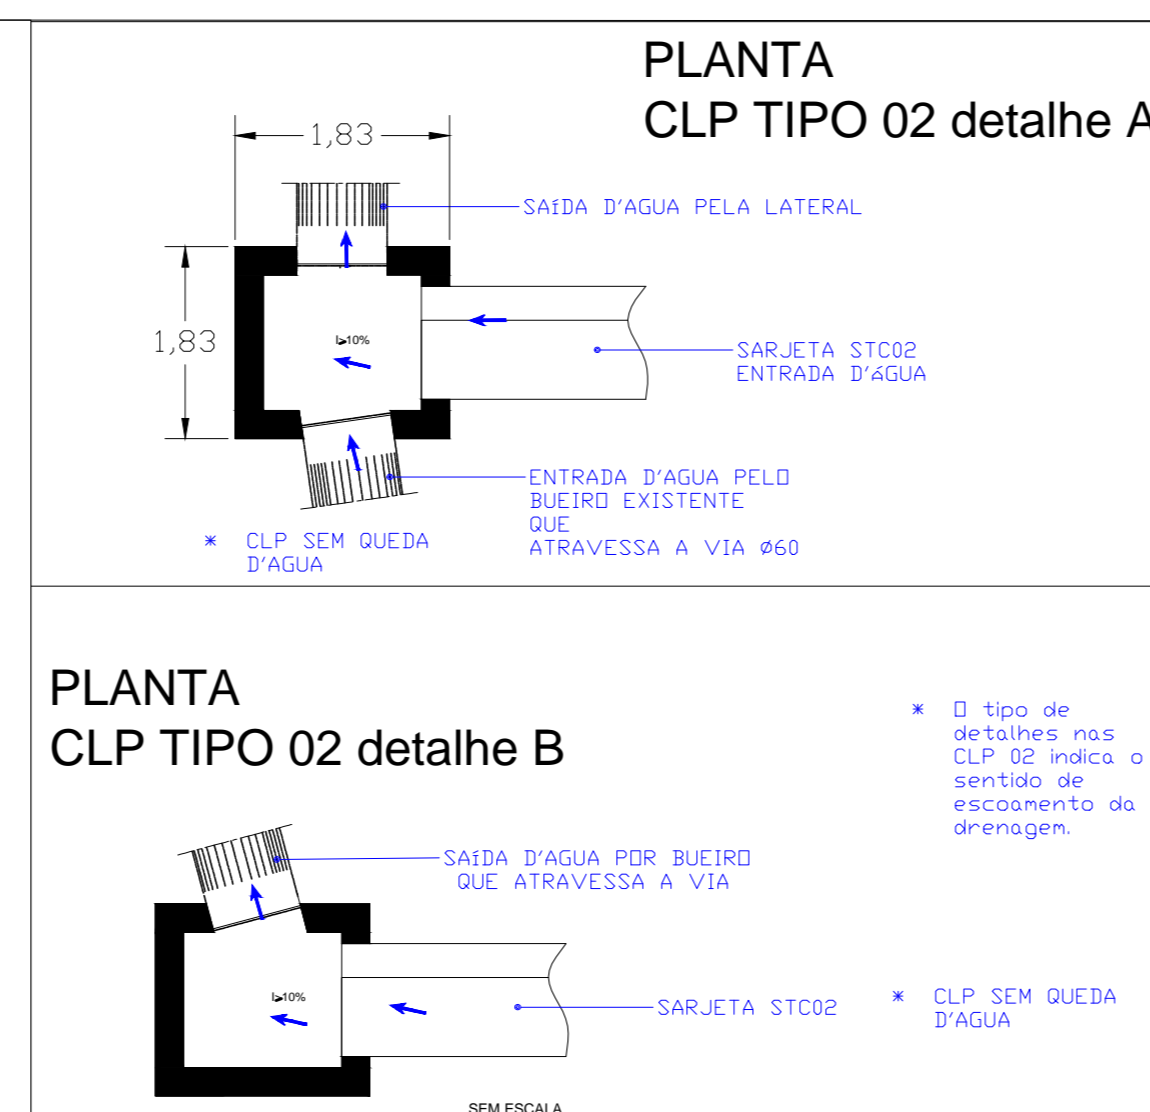 PLANTA
CLP TIPO 02 detalhe A
1,83
SAíDA D'AGUA PELA LATERAL
1,83
I≥10%
SARJETA STC02
ENTRADA D'áGUA
ENTRADA D'AGUA PELO
BUEIRO EXISTENTE
QUE
ATRAVESSA A VIA Ø60
* CLP SEM QUEDA
D'AGUA
PLANTA
CLP TIPO 02 detalhe B
* O tipo de
detalhes nas
CLP 02 indica o
sentido de
escoamento da
drenagem.
SAíDA D'AGUA POR BUEIRO
QUE ATRAVESSA A VIA
I≥10%
SARJETA STC02
* CLP SEM QUEDA
D'AGUA
SEM ESCALA